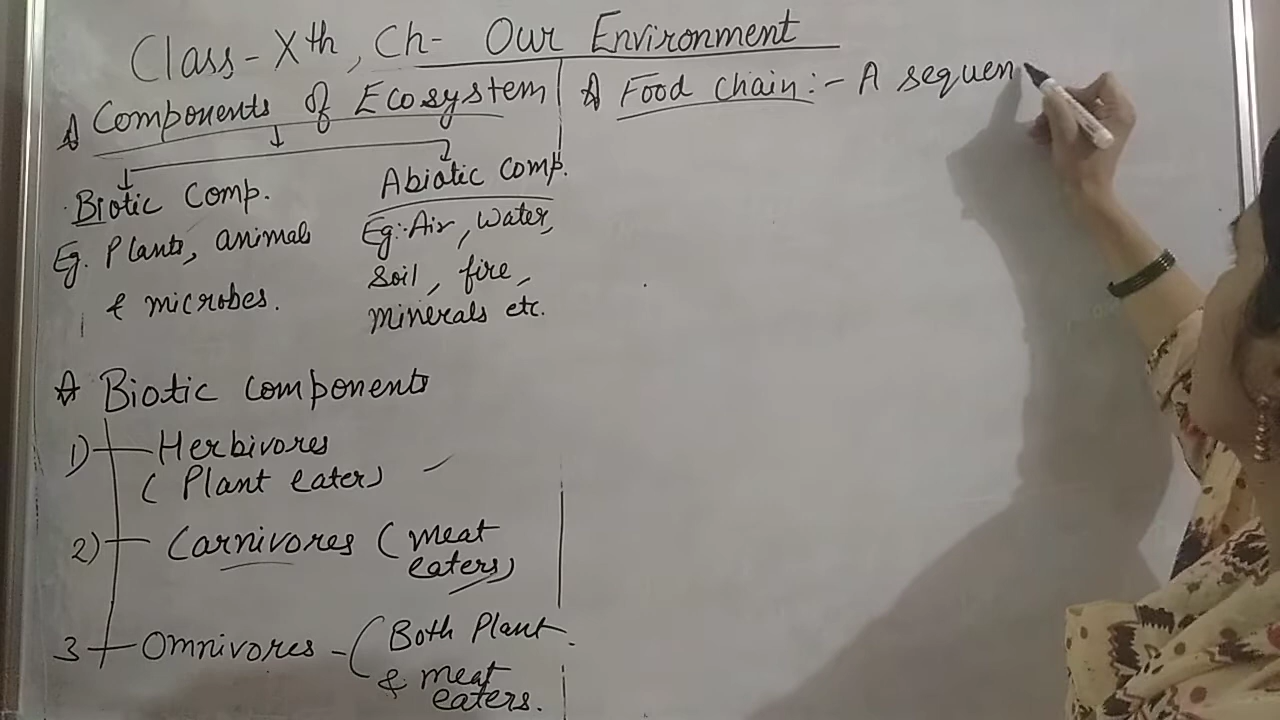 Class-Xth, Ch- Our Environment
Components of Ecosystem
Biotic Comp.
Eg. Plants, animals
& microbes.
Abiotic Comp.
Eg:-Air, water,
soil, fire,
minerals etc.
Biotic components
1) Herbivores
( Plant eater)
2) Carnivores ( meat
eaters)
3 Omnivores - ( Both Plant
& meat
eaters.
Food chain :- A sequen